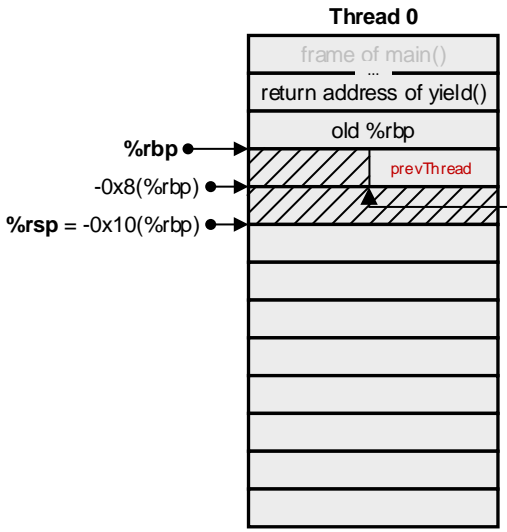 Thread 0
frame of main()
...
return address of yield()
old %rbp
%rbp
prevThread
-0x8(%rbp)
%rsp = -0x10(%rbp)